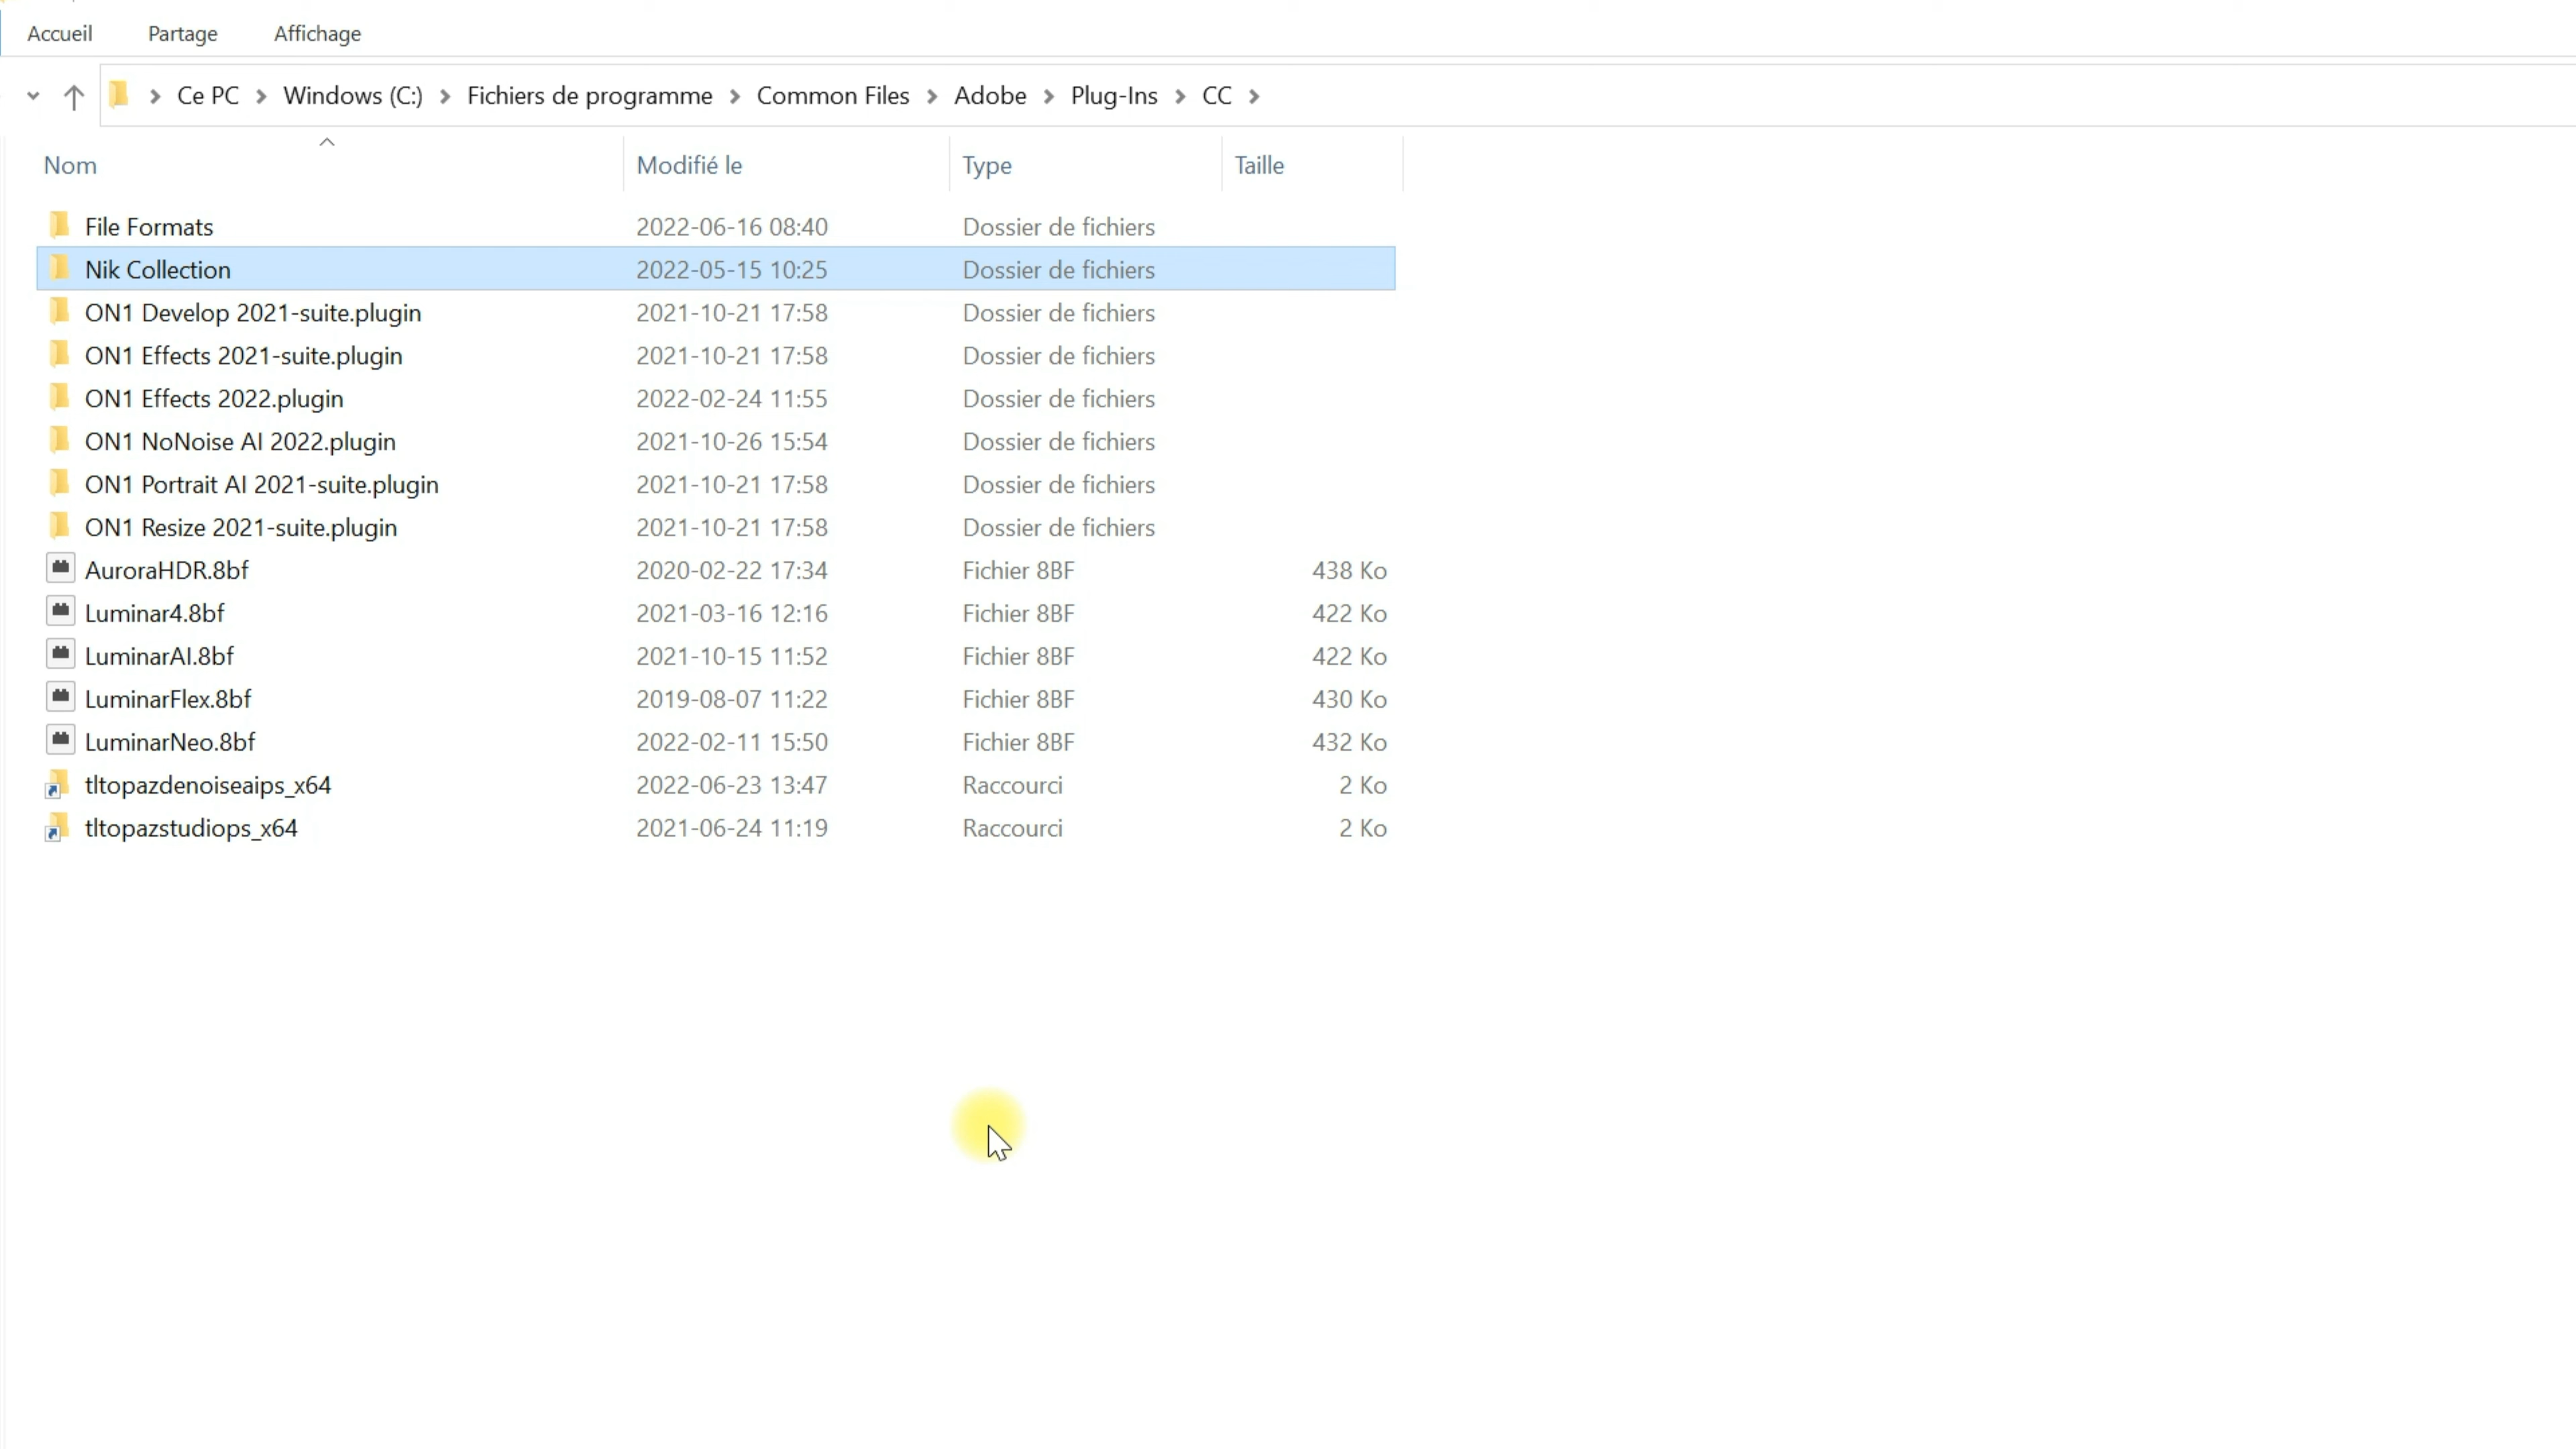 Accueil Partage Affichage
Ce PC Windows (C:) Fichiers de programme Common Files Adobe Plug-Ins CC
Nom Modifié le Type Taille
File Formats 2022-06-16 08:40 Dossier de fichiers
Nik Collection 2022-05-15 10:25 Dossier de fichiers
ON1 Develop 2021-suite.plugin 2021-10-21 17:58 Dossier de fichiers
ON1 Effects 2021-suite.plugin 2021-10-21 17:58 Dossier de fichiers
ON1 Effects 2022.plugin 2022-02-24 11:55 Dossier de fichiers
ON1 NoNoise AI 2022.plugin 2021-10-26 15:54 Dossier de fichiers
ON1 Portrait AI 2021-suite.plugin 2021-10-21 17:58 Dossier de fichiers
ON1 Resize 2021-suite.plugin 2021-10-21 17:58 Dossier de fichiers
AuroraHDR.8bf 2020-02-22 17:34 Fichier 8BF 438 Ko
Luminar4.8bf 2021-03-16 12:16 Fichier 8BF 422 Ko
LuminarAI.8bf 2021-10-15 11:52 Fichier 8BF 422 Ko
LuminarFlex.8bf 2019-08-07 11:22 Fichier 8BF 430 Ko
LuminarNeo.8bf 2022-02-11 15:50 Fichier 8BF 432 Ko
tltopazdenoiseaips_x64 2022-06-23 13:47 Raccourci 2 Ko
tltopazstudiops_x64 2021-06-24 11:19 Raccourci 2 Ko